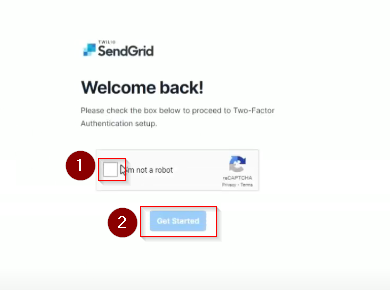 TWILIO
SendGrid
Welcome back!
Please check the box below to proceed to Two-Factor
Authentication setup.
1
I'm not a robot
reCAPTCHA
Privacy - Terms
2
Get Started